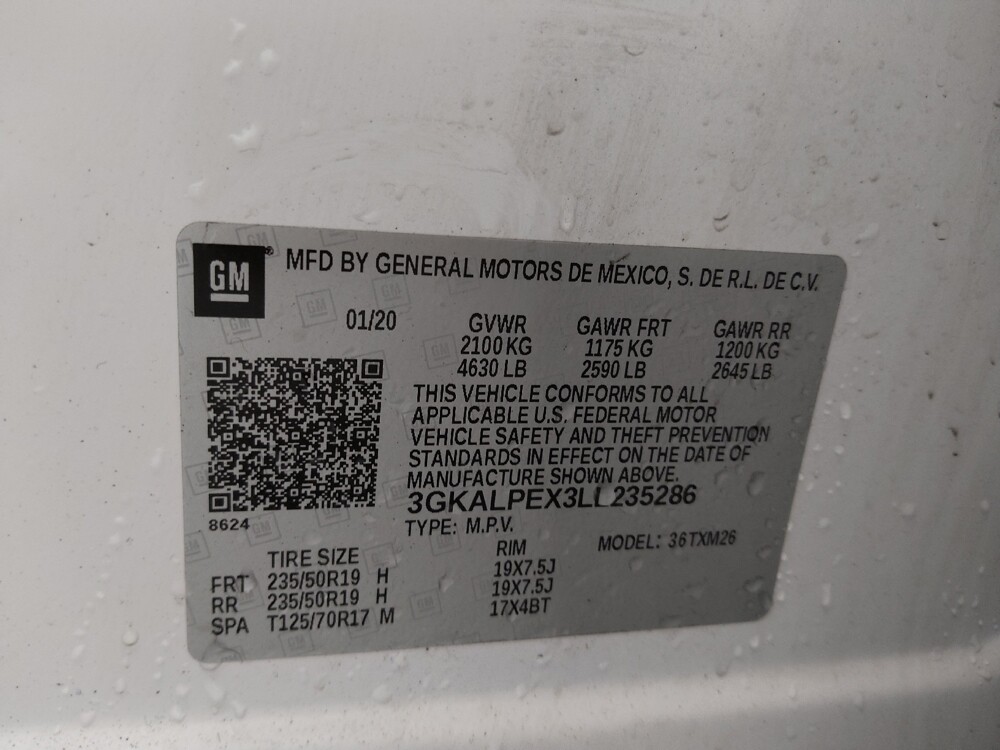 GM MFD BY GENERAL MOTORS DE MEXICO, S. DE R.L. DE C.V.
01/20 GVWR GAWR FRT GAWR RR
2100 KG 1175 KG 1200 KG
4630 LB 2590 LB 2645 LB
THIS VEHICLE CONFORMS TO ALL
APPLICABLE U.S. FEDERAL MOTOR
VEHICLE SAFETY AND THEFT PREVENTION
STANDARDS IN EFFECT ON THE DATE OF
MANUFACTURE SHOWN ABOVE.
3GKALPEX3LL235286
8624 TYPE: M.P.V. MODEL: 36TXM26
TIRE SIZE RIM
FRT 235/50R19 H 19X7.5J
RR 235/50R19 H 19X7.5J
SPA T125/70R17 M 17X4BT